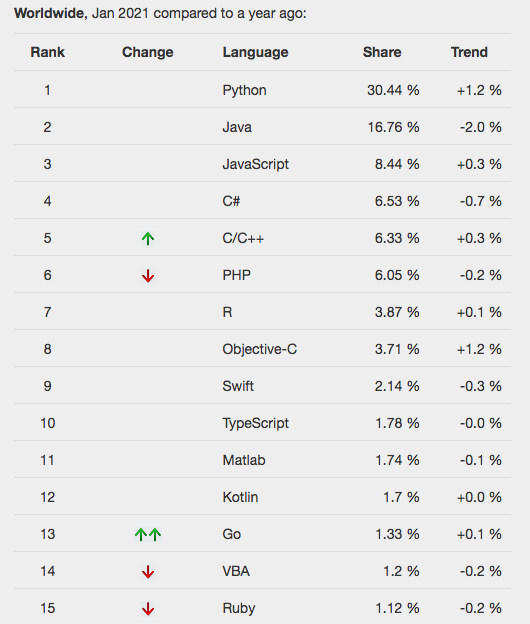 Worldwide, Jan 2021 compared to a year ago:
Rank Change Language Share Trend
1 Python 30.44 % +1.2 %
2 Java 16.76 % -2.0 %
3 JavaScript 8.44 % +0.3 %
4 C# 6.53 % -0.7 %
5 ↑ C/C++ 6.33 % +0.3 %
6 ↓ PHP 6.05 % -0.2 %
7 R 3.87 % +0.1 %
8 Objective-C 3.71 % +1.2 %
9 Swift 2.14 % -0.3 %
10 TypeScript 1.78 % -0.0 %
11 Matlab 1.74 % -0.1 %
12 Kotlin 1.7 % +0.0 %
13 ↑↑ Go 1.33 % +0.1 %
14 ↓ VBA 1.2 % -0.2 %
15 ↓ Ruby 1.12 % -0.2 %